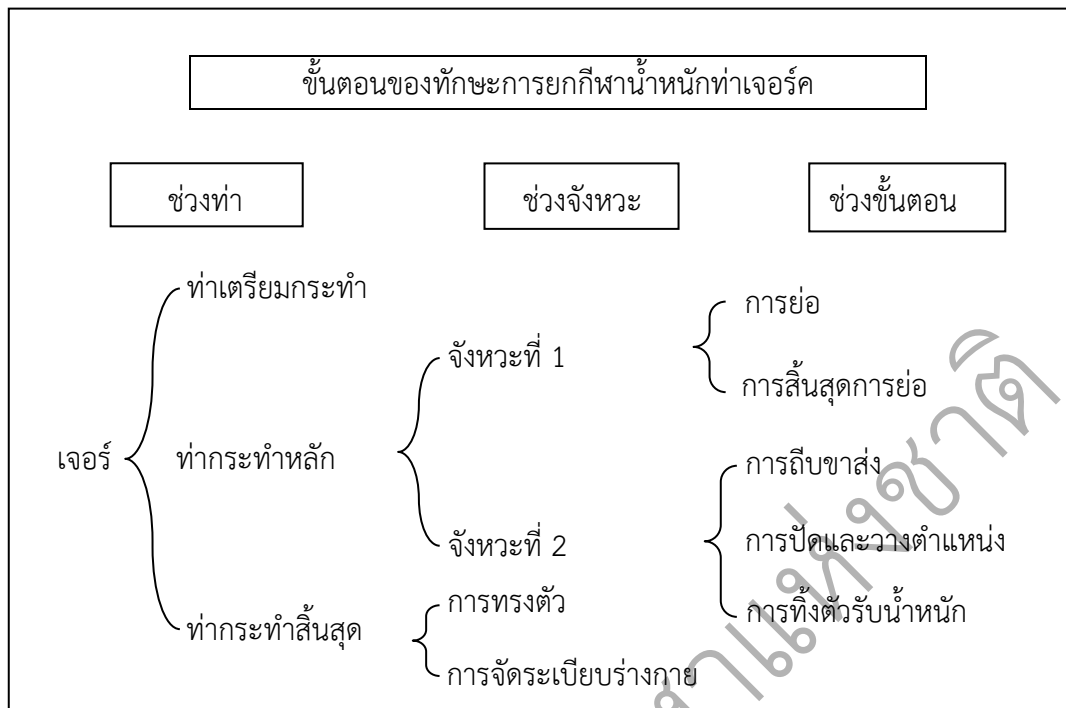 ขั้นตอนของทักษะการยกกีฬาน้ำหนักท่าเจอร์ค
ช่วงท่า
ช่วงจังหวะ
ช่วงขั้นตอน
ท่าเตรียมกระทำ
การย่อ
จังหวะที่ 1
การสิ้นสุดการย่อ
เจอร์
ท่ากระทำหลัก
การถีบขาส่ง
จังหวะที่ 2
การปัดและวางตำแหน่ง
การทรงตัว
การทิ้งตัวรับน้ำหนัก
ท่ากระทำสิ้นสุด
การจัดระเบียบร่างกาย
าแห่งชาติ